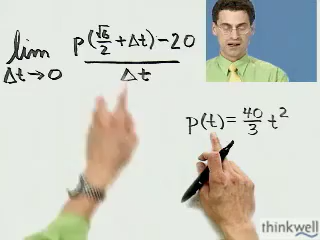 lim Δt→0 p(√6/2 + Δt) − 20 / Δt
p(t) = 40/3 t²
thinkwell